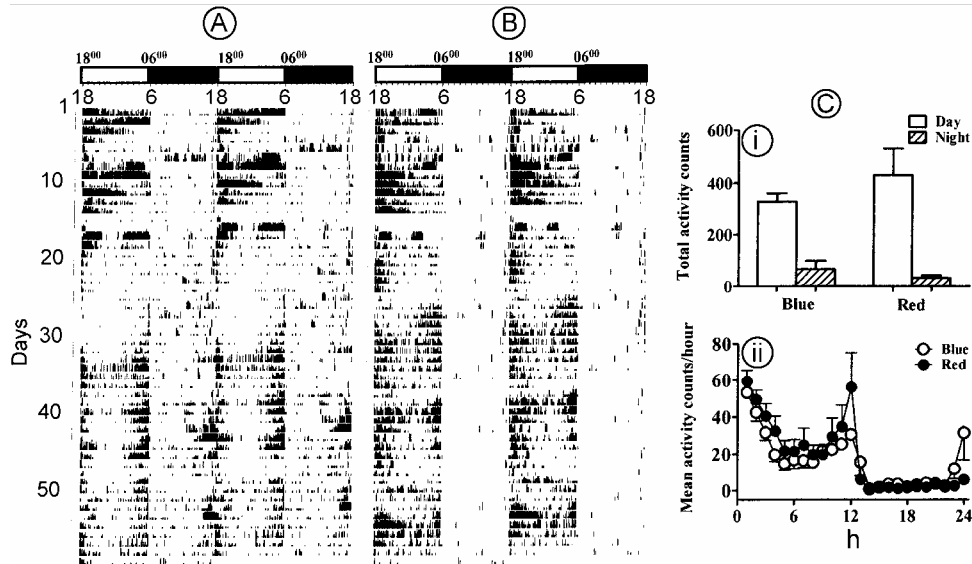 A
B
18⁰⁰ 06⁰⁰ 18⁰⁰ 06⁰⁰
18⁰⁰ 06⁰⁰ 18⁰⁰ 06⁰⁰
18 6 18 6 18
18 6 18 6 18
Days
1
10
20
30
40
50
C
i
Day
Night
Total activity counts
600
400
200
0
Blue Red
ii
Blue
Red
Mean activity counts/hour
80
60
40
20
0
0 6 12 18 24
h